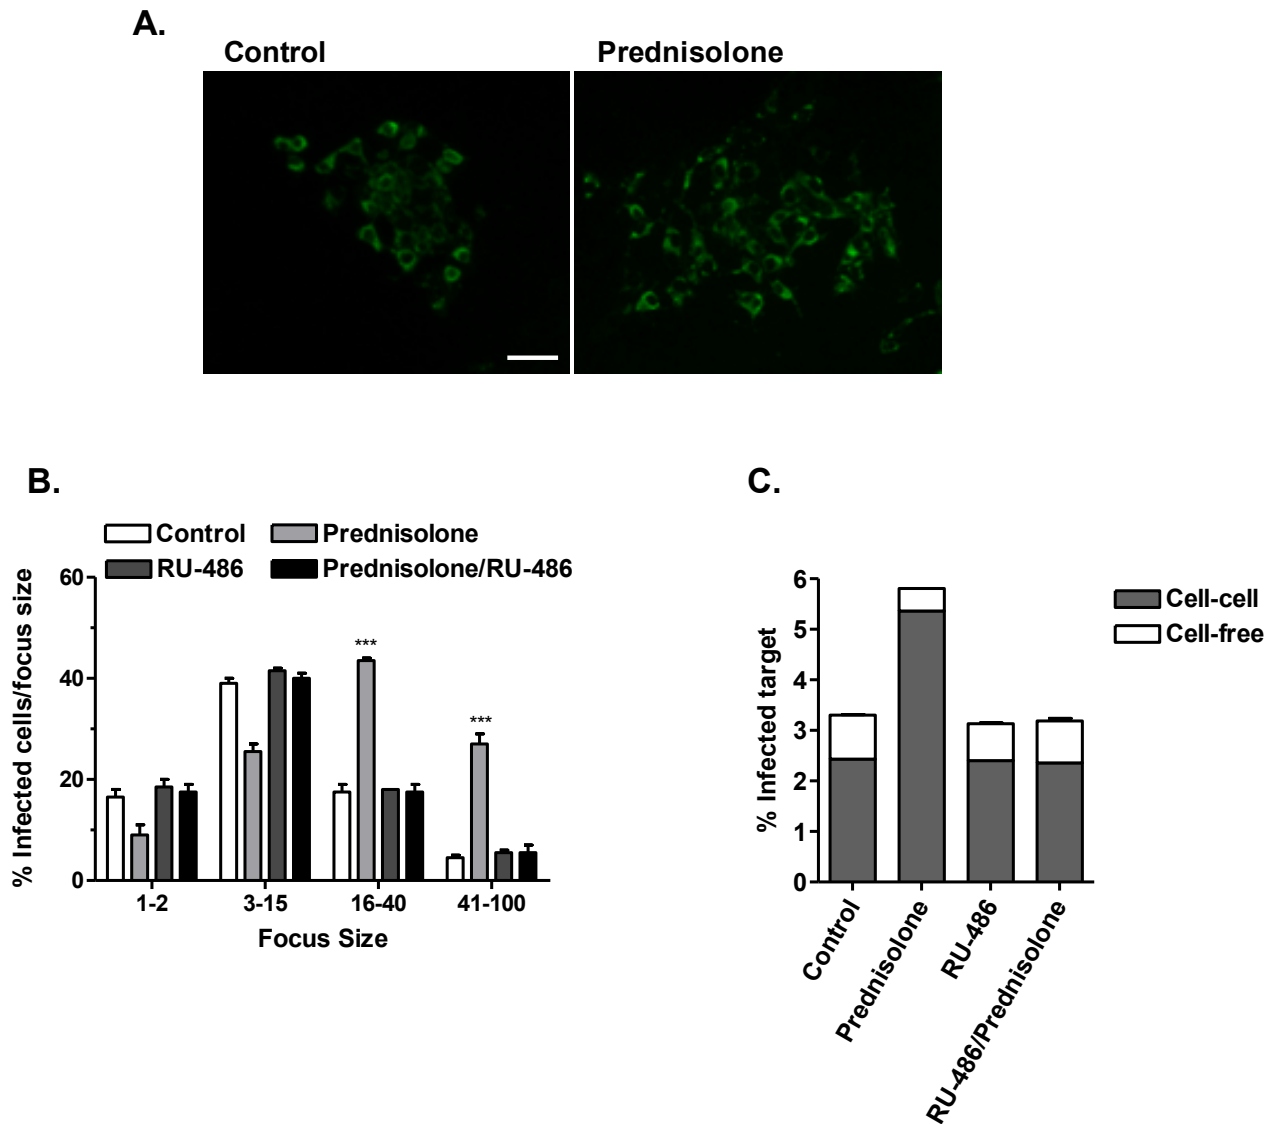 A.
Control
Prednisolone
B.
Control
Prednisolone
RU-486
Prednisolone/RU-486
% Infected cells/focus size
60
40
20
0
***
***
1-2
3-15
16-40
41-100
Focus Size
C.
Cell-cell
Cell-free
% Infected target
6
5
4
3
2
1
0
Control
Prednisolone
RU-486
RU-486/Prednisolone